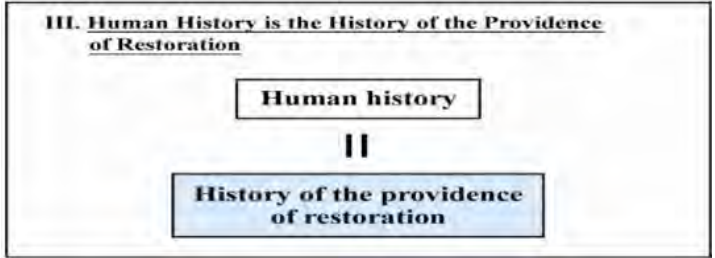 III. Human History is the History of the Providence
of Restoration
Human history
History of the providence
of restoration